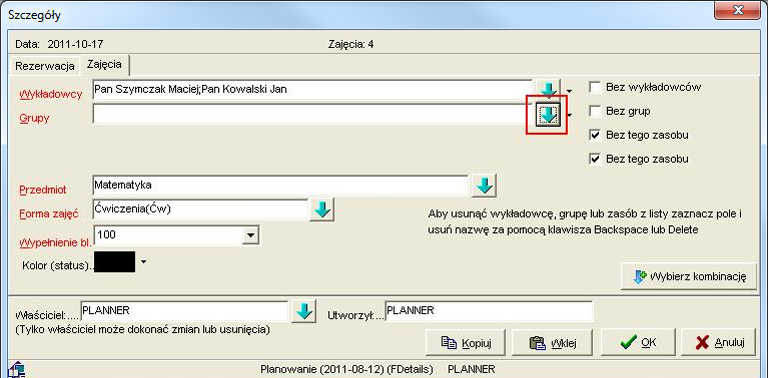 Szczegóły
Data: 2011-10-17 Zajęcia: 4
Rezerwacja Zajęcia
Wykładowcy Pan Szymczak Maciej;Pan Kowalski Jan Bez wykładowców
Grupy Bez grup
Bez tego zasobu
Bez tego zasobu
Przedmiot Matematyka
Forma zajęć Ćwiczenia(Ćw)
Aby usunąć wykładowcę, grupę lub zasób z listy zaznacz pole i
usuń nazwę za pomocą klawisza Backspace lub Delete
Wypełnienie bl. 100
Kolor (status)..
Wybierz kombinację
Właściciel:.... PLANNER Utworzył:... PLANNER
(Tylko właściciel może dokonać zmian lub usunięcia)
Kopiuj Wklej OK Anuluj
Planowanie (2011-08-12) (FDetails) PLANNER